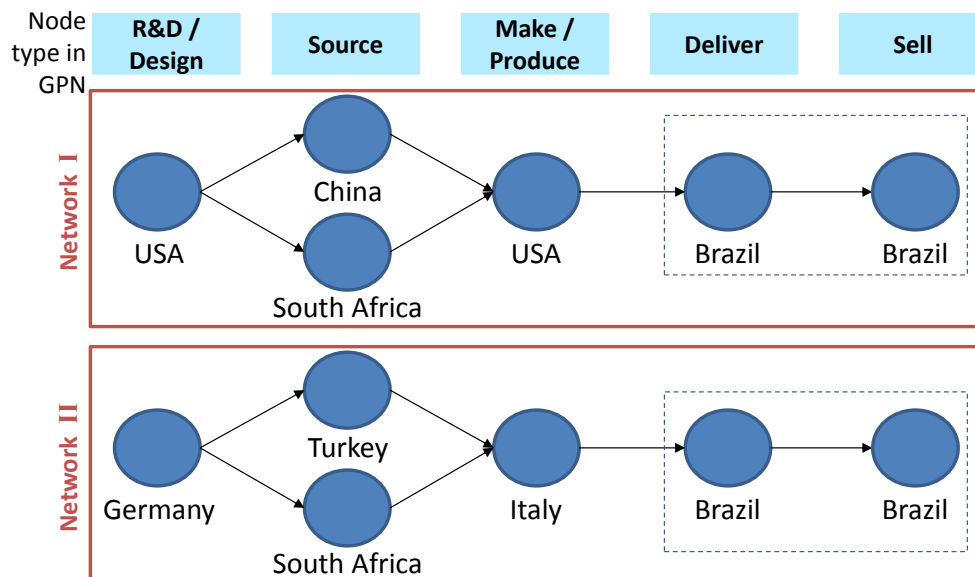 Node
type in
GPN
R&D /
Design
Source
Make /
Produce
Deliver
Sell
Network I
USA
China
South Africa
USA
Brazil
Brazil
Network II
Germany
Turkey
South Africa
Italy
Brazil
Brazil